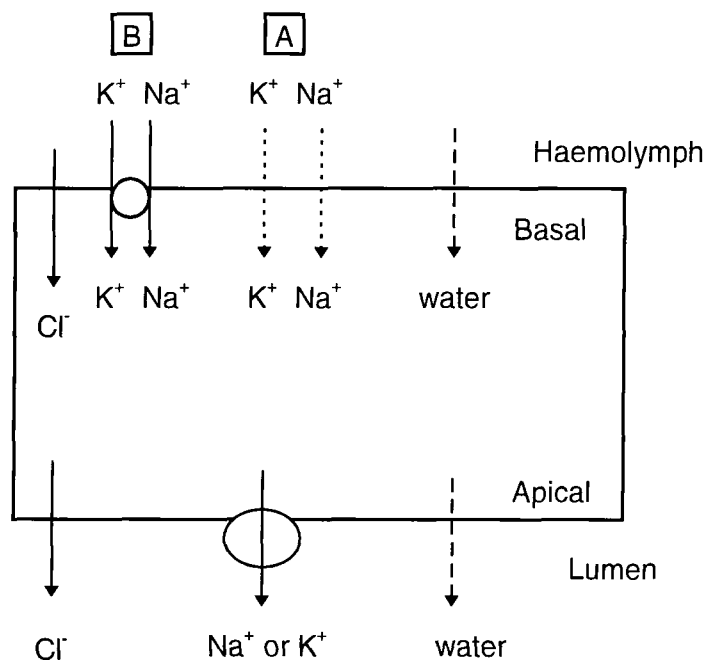 B A
K⁺ Na⁺ K⁺ Na⁺
Haemolymph
Basal
K⁺ Na⁺ K⁺ Na⁺ water
Cl⁻
Apical
Lumen
Cl⁻ Na⁺ or K⁺ water